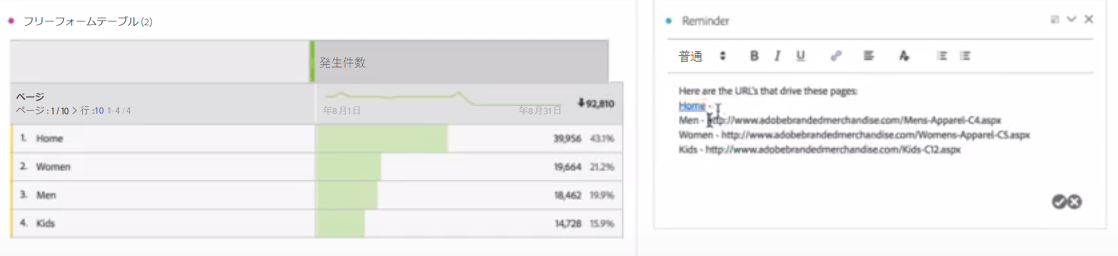 フリーフォームテーブル (2)
発生件数
ページ
ページ: 1 / 10 > 行: 10 1-4 / 4
年8月1日
年8月31日
92,810
1. Home 39,956 43.1%
2. Women 19,664 21.2%
3. Men 18,462 19.9%
4. Kids 14,728 15.9%
Reminder
普通
B I U
Here are the URL's that drive these pages:
Home -
Men - http://www.adobebrandedmerchandise.com/Mens-Apparel-C4.aspx
Women - http://www.adobebrandedmerchandise.com/Womens-Apparel-C5.aspx
Kids - http://www.adobebrandedmerchandise.com/Kids-C12.aspx